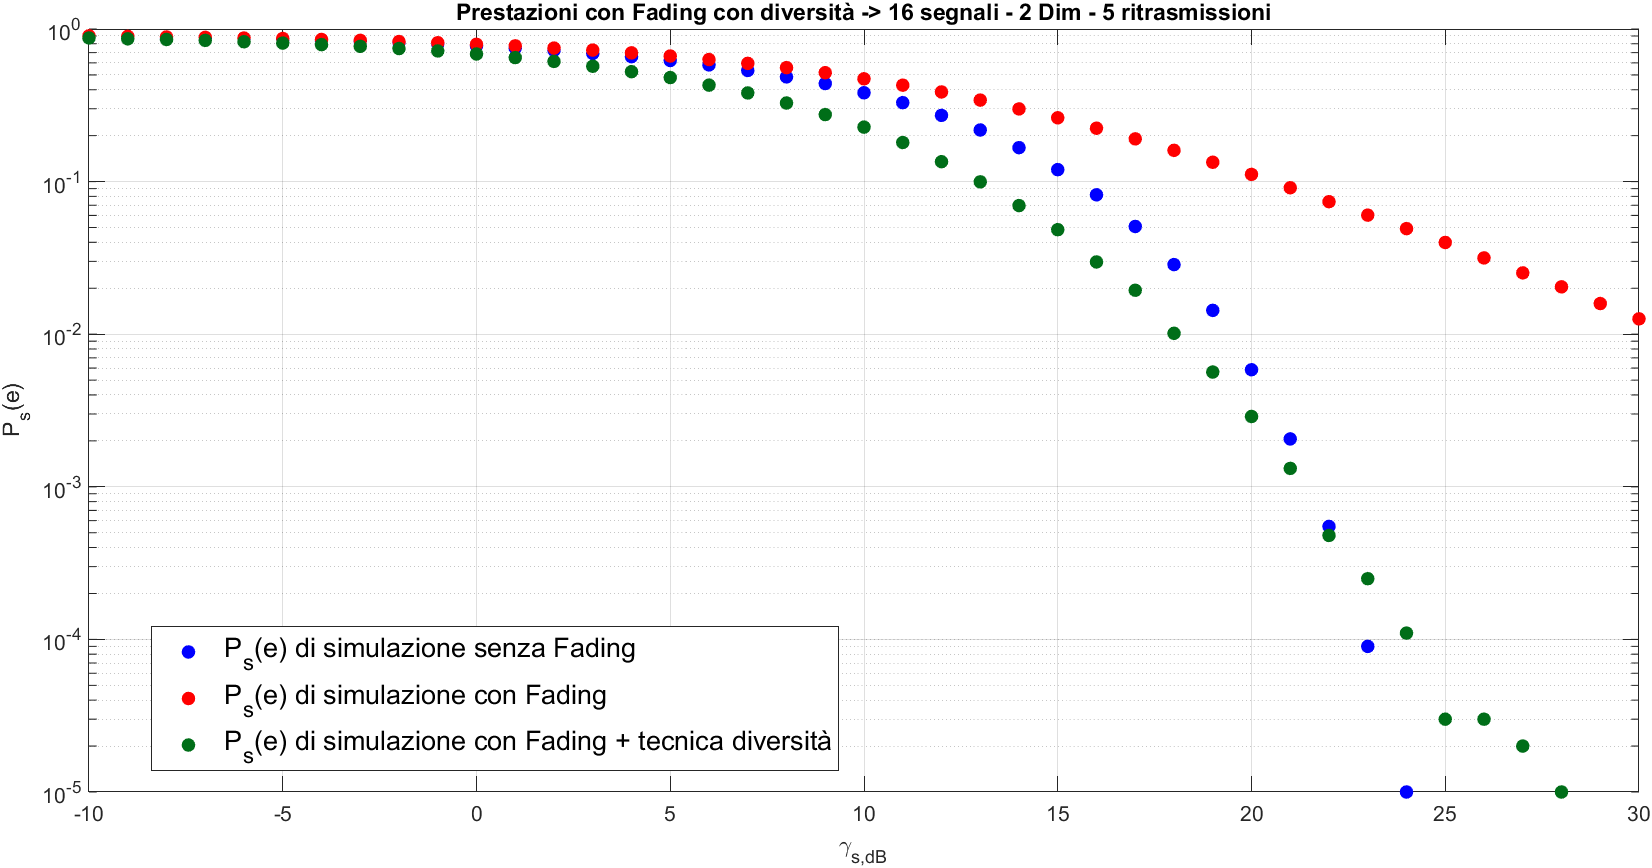 Prestazioni con Fading con diversità -> 16 segnali - 2 Dim - 5 ritrasmissioni
10^0
10^-1
10^-2
10^-3
10^-4
10^-5
P_s(e)
P_s(e) di simulazione senza Fading
P_s(e) di simulazione con Fading
P_s(e) di simulazione con Fading + tecnica diversità
-10 -5 0 5 10 15 20 25 30
γ_s,dB